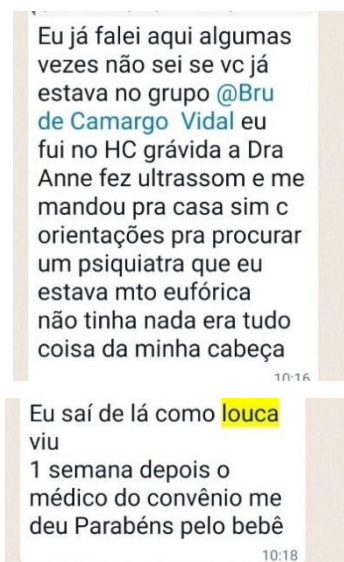 Eu já falei aqui algumas
vezes não sei se vc já
estava no grupo @Bru
de Camargo Vidal eu
fui no HC grávida a Dra
Anne fez ultrassom e me
mandou pra casa sim c
orientações pra procurar
um psiquiatra que eu
estava mto eufórica
não tinha nada era tudo
coisa da minha cabeça
10:16
Eu saí de lá como louca
viu
1 semana depois o
médico do convênio me
deu Parabéns pelo bebê
10:18